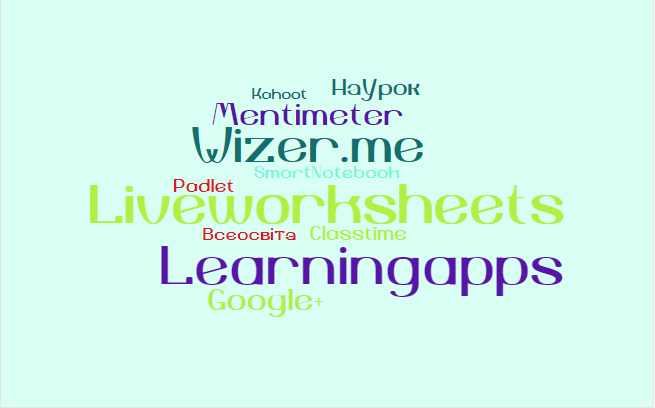 Kahoot
НаУрок
Mentimeter
Wizer.me
SmartNotebook
Padlet
Liveworksheets
Всеосвіта
Classtime
Learningapps
Google+